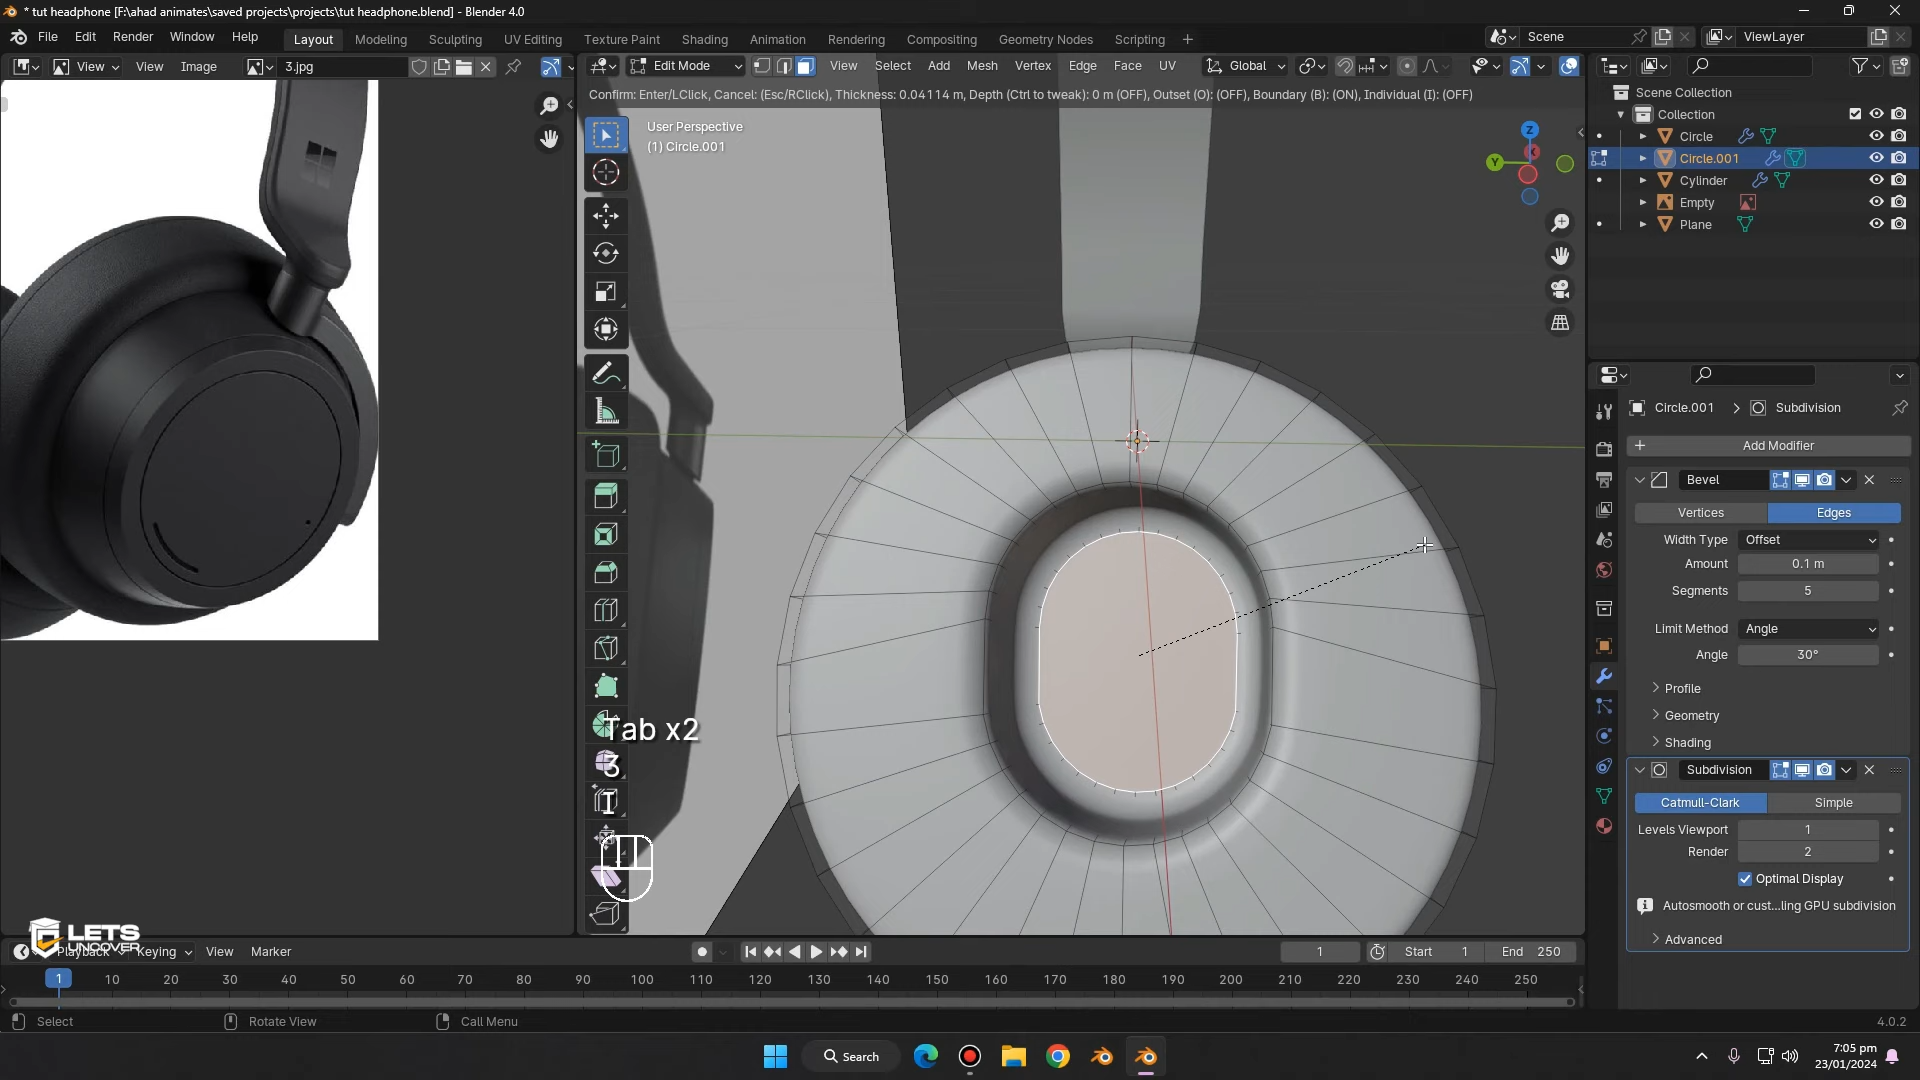 * tut headphone [F:\ahad animates\saved projects\projects\tut headphone.blend] - Blender 4.0
File Edit Render Window Help Layout Modeling Sculpting UV Editing Texture Paint Shading Animation Rendering Compositing Geometry Nodes Scripting + Scene ViewLayer
View View Image 3.jpg
Edit Mode View Select Add Mesh Vertex Edge Face UV Global
Confirm: Enter/LClick, Cancel: (Esc/RClick), Thickness: 0.04114 m, Depth (Ctrl to tweak): 0 m (OFF), Outset (O): (OFF), Boundary (B): (ON), Individual (I): (OFF)
User Perspective
(1) Circle.001
Z
X
Y
Tab x2
3
I
Scene Collection
Collection
Circle
Circle.001
Cylinder
Empty
Plane
Circle.001 > Subdivision
+ Add Modifier
Bevel
Vertices Edges
Width Type Offset
Amount 0.1 m
Segments 5
Limit Method Angle
Angle 30°
Profile
Geometry
Shading
Subdivision
Catmull-Clark Simple
Levels Viewport 1
Render 2
Optimal Display
Autosmooth or cust...ling GPU subdivision
Advanced
LETS
UNCOVER
Playback Keying View Marker 1 Start 1 End 250
1 10 20 30 40 50 60 70 80 90 100 110 120 130 140 150 160 170 180 190 200 210 220 230 240 250
Select Rotate View Call Menu 4.0.2
Search
7:05 pm
23/01/2024